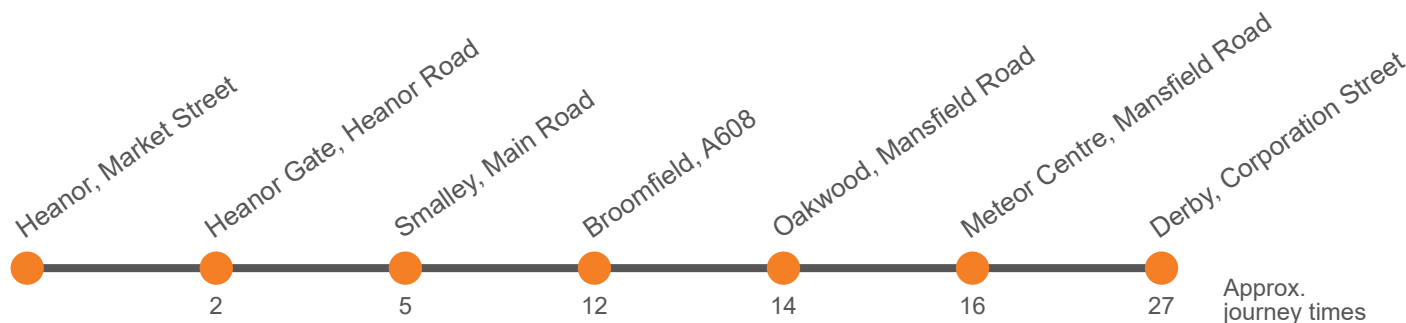 Heanor, Market Street
Heanor Gate, Heanor Road
Smalley, Main Road
Broomfield, A608
Oakwood, Mansfield Road
Meteor Centre, Mansfield Road
Derby, Corporation Street
2
5
12
14
16
27
Approx.
journey times